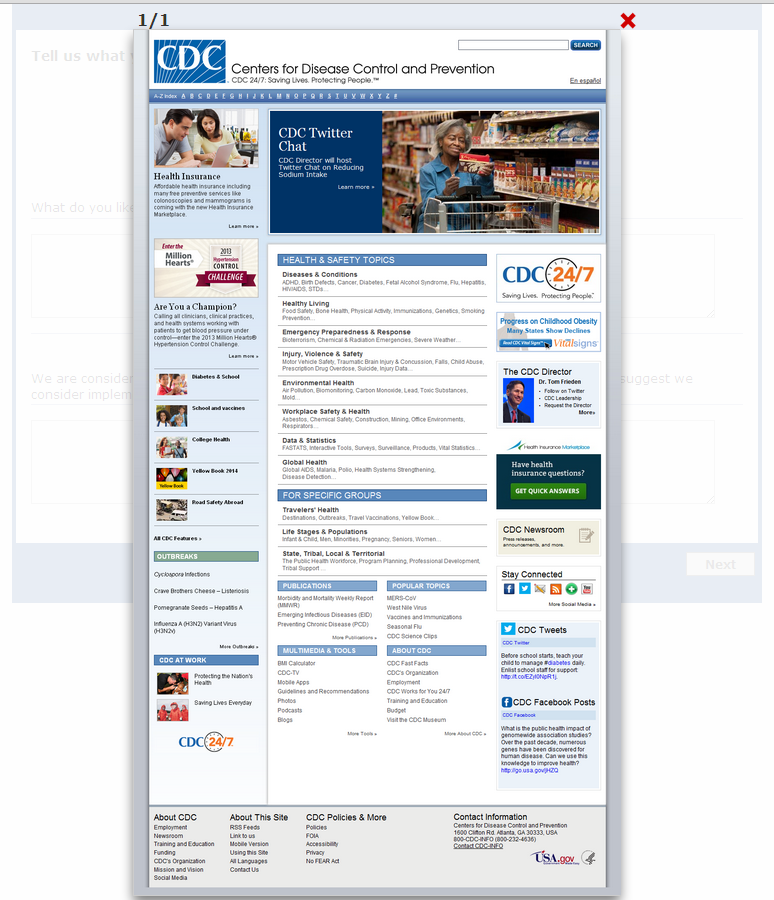 1/1
Tell us what
What do you like
We are consider
suggest we
consider implem
Next
CDC
SEARCH
Centers for Disease Control and Prevention
CDC 24/7: Saving Lives. Protecting People.™
En español
A-Z Index A B C D E F G H I J K L M N O P Q R S T U V W X Y Z #
Health Insurance
Affordable health insurance including
many free preventive services like
colonoscopies and mammograms is
coming with the new Health Insurance
Marketplace.
Learn more »
CDC Twitter
Chat
CDC Director will host
Twitter Chat on Reducing
Sodium Intake
Learn more »
Enter the
Million
Hearts®
2013
Hypertension
CONTROL
CHALLENGE
Are You a Champion?
Calling all clinicians, clinical practices,
and health systems working with
patients to get blood pressure under
control—enter the 2013 Million Hearts®
Hypertension Control Challenge.
Learn more »
Diabetes & School
School and vaccines
College Health
Yellow Book 2014
Yellow Book
Road Safety Abroad
All CDC Features »
OUTBREAKS
Cyclospora Infections
Crave Brothers Cheese – Listeriosis
Pomegranate Seeds – Hepatitis A
Influenza A (H3N2) Variant Virus
(H3N2v)
More Outbreaks »
CDC AT WORK
Protecting the Nation's
Health
Saving Lives Everyday
CDC 24/7
HEALTH & SAFETY TOPICS
Diseases & Conditions
ADHD, Birth Defects, Cancer, Diabetes, Fetal Alcohol Syndrome, Flu, Hepatitis,
HIV/AIDS, STDs...
Healthy Living
Food Safety, Bone Health, Physical Activity, Immunizations, Genetics, Smoking
Prevention...
Emergency Preparedness & Response
Bioterrorism, Chemical & Radiation Emergencies, Severe Weather...
Injury, Violence & Safety
Motor Vehicle Safety, Traumatic Brain Injury & Concussion, Falls, Child Abuse,
Prescription Drug Overdose, Suicide, Injury Data...
Environmental Health
Air Pollution, Biomonitoring, Carbon Monoxide, Lead, Toxic Substances,
Mold...
Workplace Safety & Health
Asbestos, Chemical Safety, Construction, Mining, Office Environments,
Respirators...
Data & Statistics
FASTATS, Interactive Tools, Surveys, Surveillance, Products, Vital Statistics...
Global Health
Global AIDS, Malaria, Polio, Health Systems Strengthening,
Disease Detection...
FOR SPECIFIC GROUPS
Travelers' Health
Destinations, Outbreaks, Travel Vaccinations, Yellow Book...
Life Stages & Populations
Infant & Child, Men, Minorities, Pregnancy, Seniors, Women...
State, Tribal, Local & Territorial
The Public Health Workforce, Program Planning, Professional Development,
Tribal Support ...
PUBLICATIONS
Morbidity and Mortality Weekly Report
(MMWR)
Emerging Infectious Diseases (EID)
Preventing Chronic Disease (PCD)
More Publications »
POPULAR TOPICS
MERS-CoV
West Nile Virus
Vaccines and Immunizations
Seasonal Flu
CDC Science Clips
MULTIMEDIA & TOOLS
BMI Calculator
CDC-TV
Mobile Apps
Guidelines and Recommendations
Photos
Podcasts
Blogs
More Tools »
ABOUT CDC
CDC Fast Facts
CDC's Organization
Employment
CDC Works for You 24/7
Training and Education
Budget
Visit the CDC Museum
More About CDC »
CDC 24/7
Saving Lives. Protecting People.™
Progress on Childhood Obesity
Many States Show Declines
Read CDC Vital Signs™
Vitalsigns
The CDC Director
Dr. Tom Frieden
• Follow on Twitter
• CDC Leadership
• Request the Director
More»
Health Insurance Marketplace
Have health
insurance questions?
GET QUICK ANSWERS
CDC Newsroom
Press releases,
announcements, and more.
Stay Connected
You Tube
More Social Media »
CDC Tweets
CDC Twitter
Before school starts, teach your
child to manage #diabetes daily.
Enlist school staff for support:
http://t.co/EZyI0NpR1j.
CDC Facebook Posts
CDC Facebook
What is the public health impact of
genomewide association studies?
Over the past decade, numerous
genes have been discovered for
human disease. Can we use this
knowledge to improve health?
http://go.usa.gov/jHZQ
About CDC
Employment
Newsroom
Training and Education
Funding
CDC's Organization
Mission and Vision
Social Media
About This Site
RSS Feeds
Link to us
Mobile Version
Using this Site
All Languages
Contact Us
CDC Policies & More
Policies
FOIA
Accessibility
Privacy
No FEAR Act
Contact Information
Centers for Disease Control and Prevention
1600 Clifton Rd. Atlanta, GA 30333, USA
800-CDC-INFO (800-232-4636)
Contact CDC-INFO
USA.gov